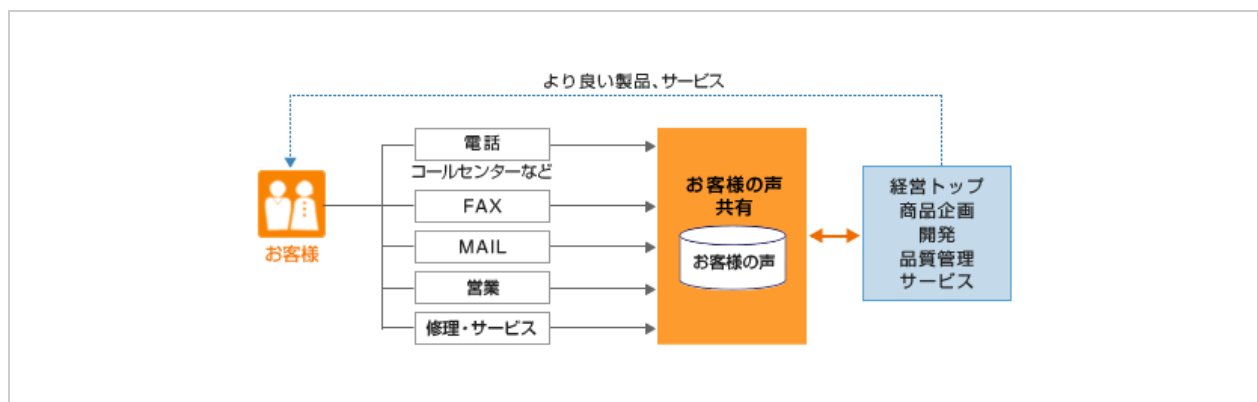 より良い製品、サービス
お客様
電話
コールセンターなど
FAX
MAIL
営業
修理・サービス
お客様の声
共有
お客様の声
経営トップ
商品企画
開発
品質管理
サービス